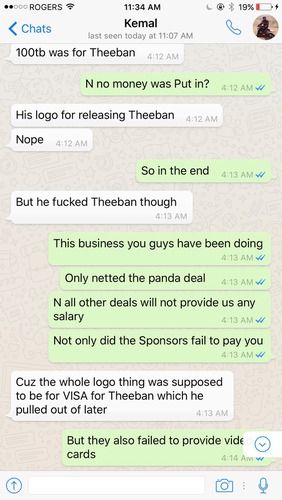 ROGERS 11:34 AM 19%
Chats
Kemal
last seen today at 11:07 AM
100tb was for Theeban 4:12 AM
N no money was Put in? 4:12 AM
His logo for releasing Theeban 4:12 AM
Nope 4:12 AM
So in the end 4:13 AM
But he fucked Theeban though
4:13 AM
This business you guys have been doing
4:13 AM
Only netted the panda deal 4:13 AM
N all other deals will not provide us any
salary 4:13 AM
Not only did the Sponsors fail to pay you
4:13 AM
Cuz the whole logo thing was supposed
to be for VISA for Theeban which he
pulled out of later 4:13 AM
But they also failed to provide vide
cards 4:14 AM